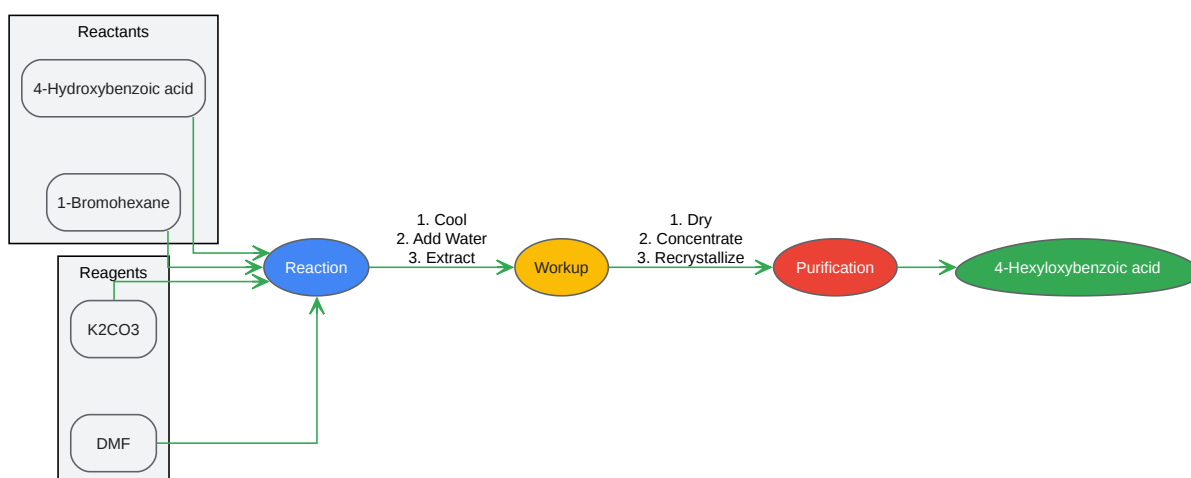 Reactants
4-Hydroxybenzoic acid
1-Bromohexane
Reagents
K2CO3
DMF
Reaction
1. Cool
2. Add Water
3. Extract
Workup
1. Dry
2. Concentrate
3. Recrystallize
Purification
4-Hexyloxybenzoic acid